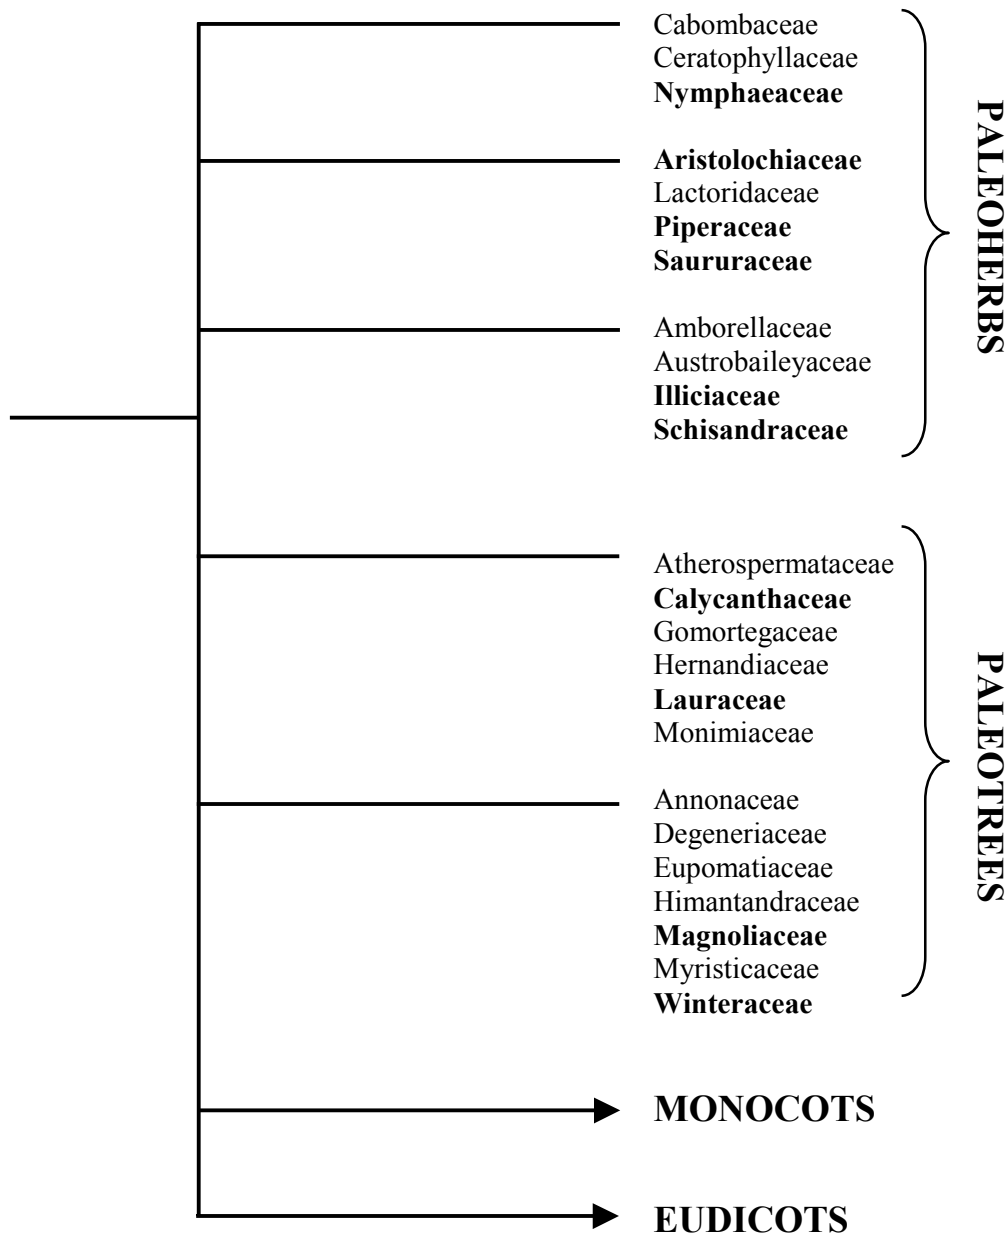 Cabombaceae
Ceratophyllaceae
Nymphaeaceae
Aristolochiaceae
Lactoridaceae
Piperaceae
Saururaceae
Amborellaceae
Austrobaileyaceae
Illiciaceae
Schisandraceae
PALEOHERBS
Atherospermataceae
Calycanthaceae
Gomortegaceae
Hernandiaceae
Lauraceae
Monimiaceae
Annonaceae
Degeneriaceae
Eupomatiaceae
Himantandraceae
Magnoliaceae
Myristicaceae
Winteraceae
PALEOTREES
MONOCOTS
EUDICOTS